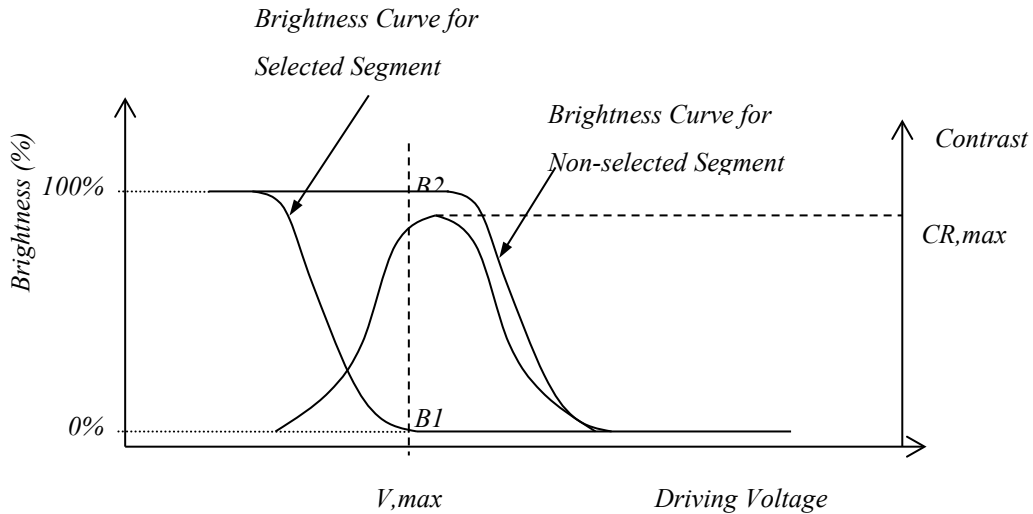 Brightness Curve for
Selected Segment
Brightness Curve for
Non-selected Segment
Contrast
Brightness (%)
100%
B2
CR,max
0%
B1
V,max
Driving Voltage